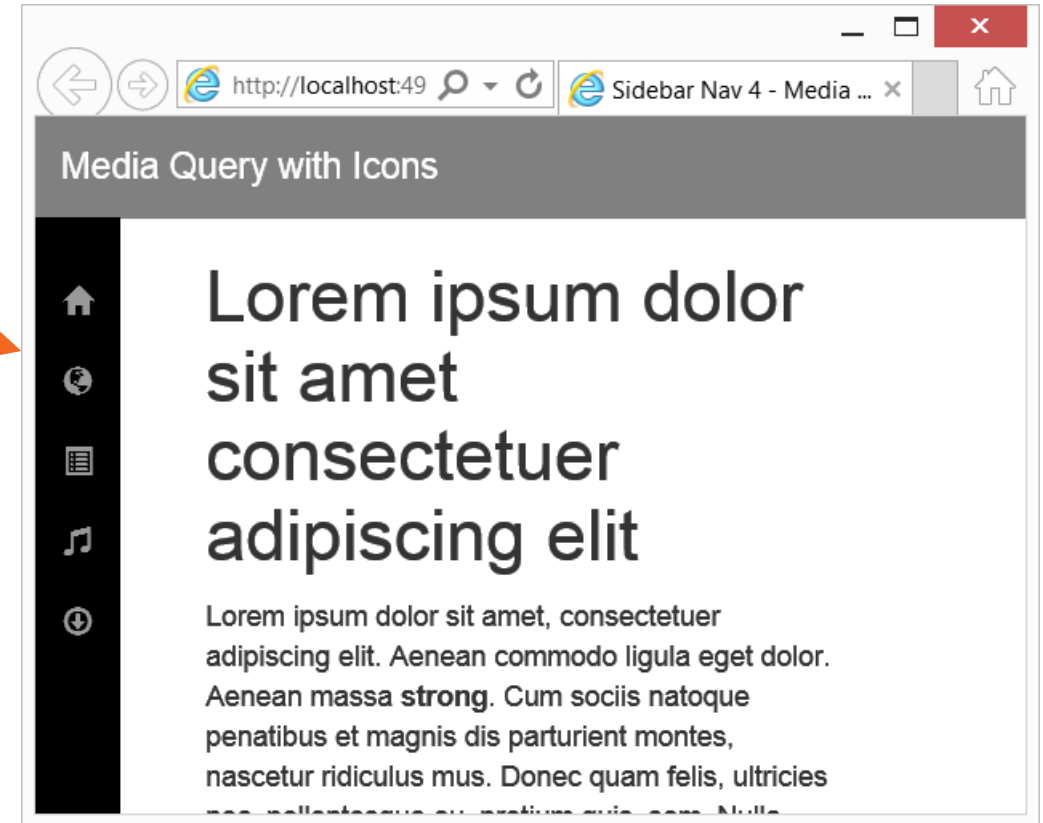 http://localhost:49
Sidebar Nav 4 - Media ...
Media Query with Icons
Lorem ipsum dolor
sit amet
consectetuer
adipiscing elit
Lorem ipsum dolor sit amet, consectetuer
adipiscing elit. Aenean commodo ligula eget dolor.
Aenean massa strong. Cum sociis natoque
penatibus et magnis dis parturient montes,
nascetur ridiculus mus. Donec quam felis, ultricies